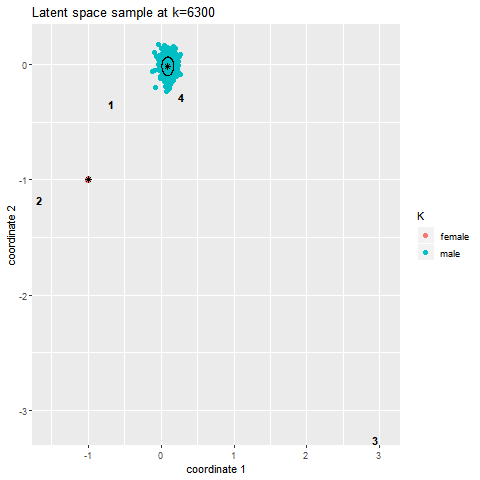 Latent space sample at k=6300
0
1
4
-1
2
-2
-3
3
-1
0
1
2
3
coordinate 1
coordinate 2
K
female
male